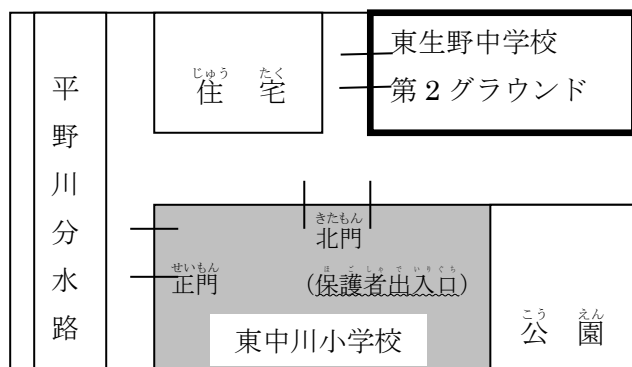 平野川分水路
じゅう たく
住 宅
東生野中学校
第2グラウンド
きたもん
北門
せいもん
正門
ほごしゃでいりぐち
(保護者出入口)
東中川小学校
こう えん
公 園